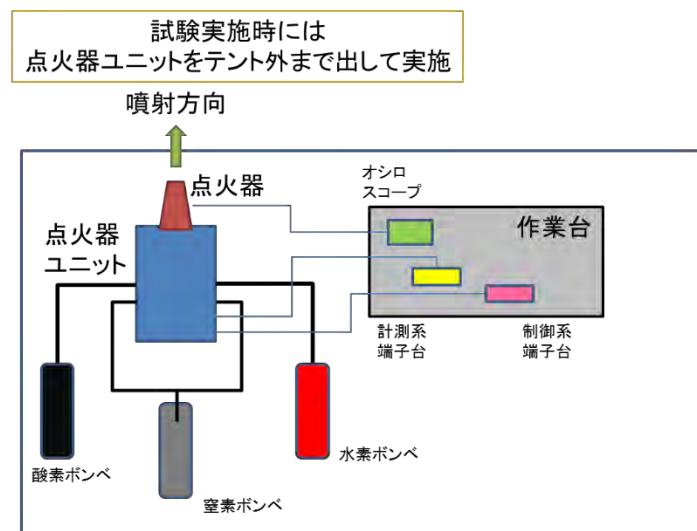 試験実施時には
点火器ユニットをテント外まで出して実施
噴射方向
点火器
点火器
ユニット
オシロ
スコープ
作業台
計測系
端子台
制御系
端子台
酸素ボンベ
窒素ボンベ
水素ボンベ